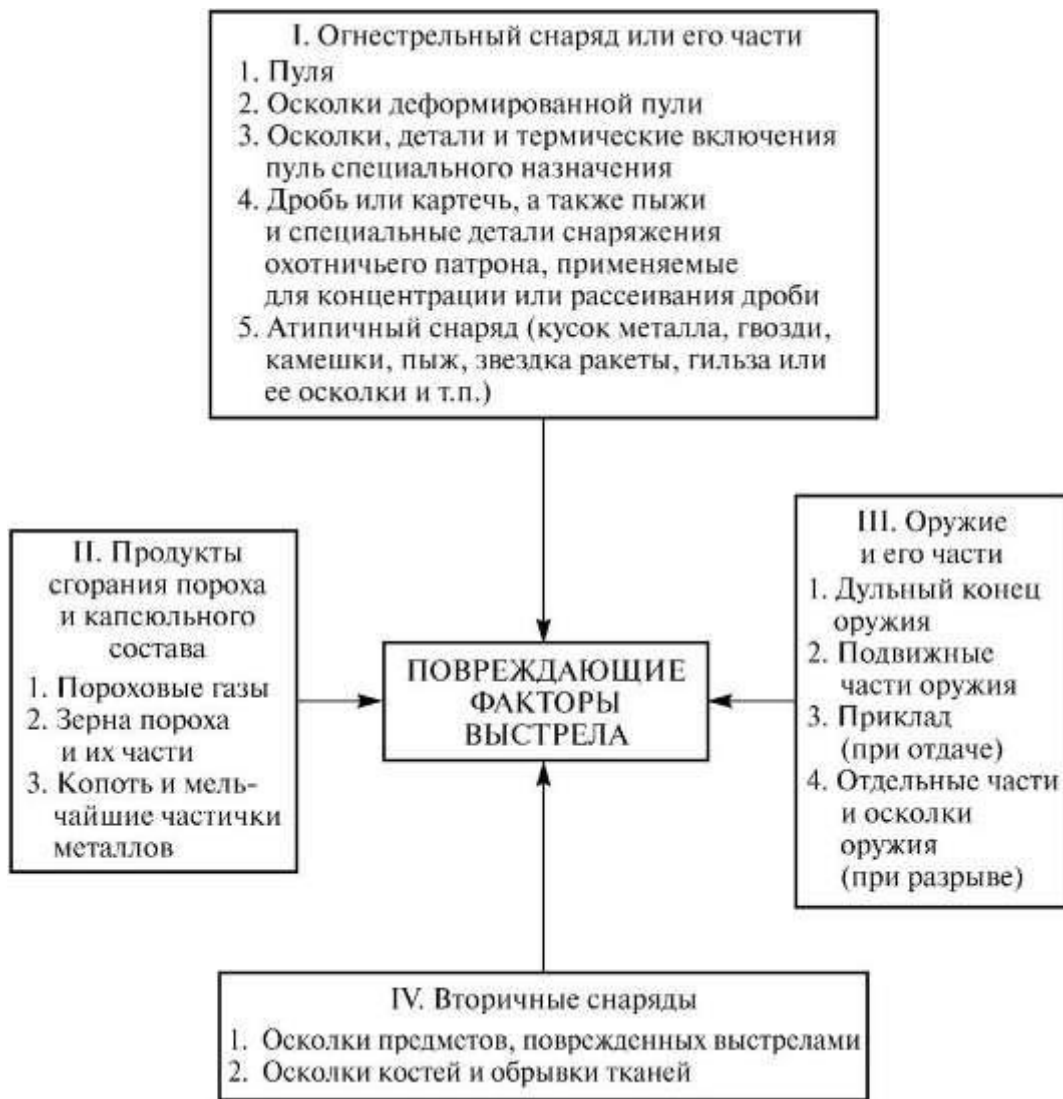 I. Огнестрельный снаряд или его части
1. Пуля
2. Осколки деформированной пули
3. Осколки, детали и термические включения
пуль специального назначения
4. Дробь или картечь, а также пыжи
и специальные детали снаряжения
охотничьего патрона, применяемые
для концентрации или рассеивания дроби
5. Атипичный снаряд (кусок металла, гвозди,
камешки, пыж, звездка ракеты, гильза или
ее осколки и т.п.)
II. Продукты
сгорания пороха
и капсюльного
состава
1. Пороховые газы
2. Зерна пороха
и их части
3. Копоть и мель-
чайшие частички
металлов
ПОВРЕЖДАЮЩИЕ
ФАКТОРЫ
ВЫСТРЕЛА
III. Оружие
и его части
1. Дульный конец
оружия
2. Подвижные
части оружия
3. Приклад
(при отдаче)
4. Отдельные части
и осколки
оружия
(при разрыве)
IV. Вторичные снаряды
1. Осколки предметов, поврежденных выстрелами
2. Осколки костей и обрывки тканей